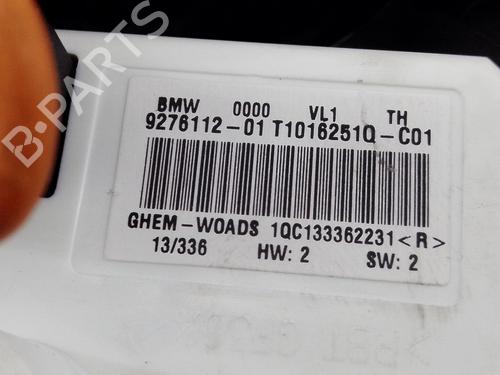 B-PARTS
BMW 0000 VL1 TH
9276112-01 T1016251Q-C01
GHEM-WOADS 1QC133362231<R>
13/336 HW: 2 SW: 2